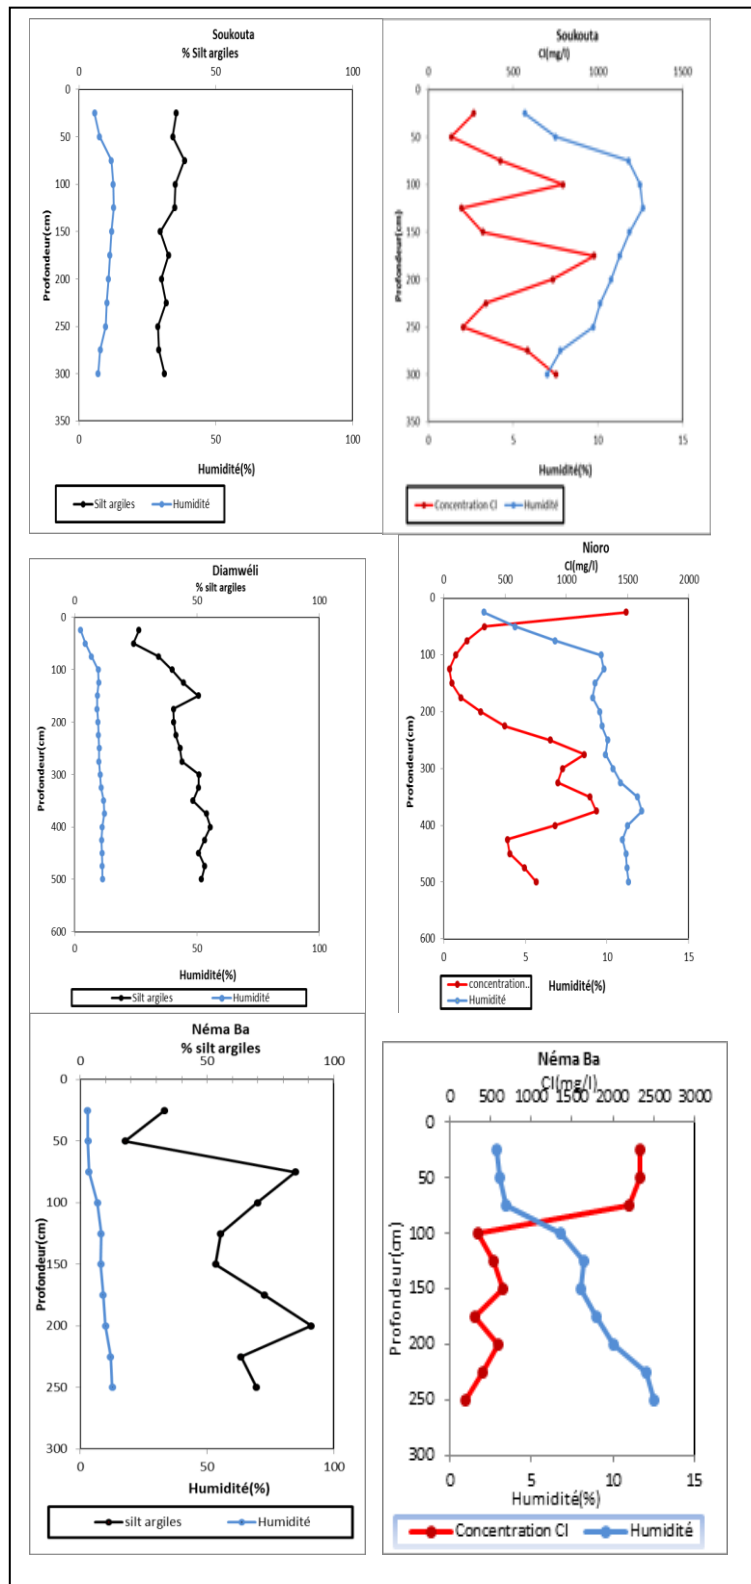 Soukouta
% Silt argiles
0 50 100
0
50
100
150
200
250
300
350
Profondeur(cm)
0 50 100
Humidité(%)
Silt argiles Humidité
Soukouta
Cl(mg/l)
0 500 1000 1500
0
50
100
150
200
250
300
350
Profondeur(cm)
0 5 10 15
Humidité(%)
Concentration Cl Humidité
Diamwéli
% silt argiles
0 50 100
0
100
200
300
400
500
600
Profondeur(cm)
0 50 100
Humidité(%)
Silt argiles Humidité
Nioro
Cl(mg/l)
0 500 1000 1500 2000
0
100
200
300
400
500
600
Profondeur(cm)
0 5 10 15
Humidité(%)
concentration..
Humidité
Néma Ba
% silt argiles
0 50 100
0
50
100
150
200
250
300
Profondeur(cm)
0 50 100
Humidité(%)
silt argiles Humidité
Néma Ba
Cl(mg/l)
0 500 1000 1500 2000 2500 3000
0
50
100
150
200
250
300
Profondeur(cm)
0 5 10 15
Humidité(%)
Concentration Cl Humidité